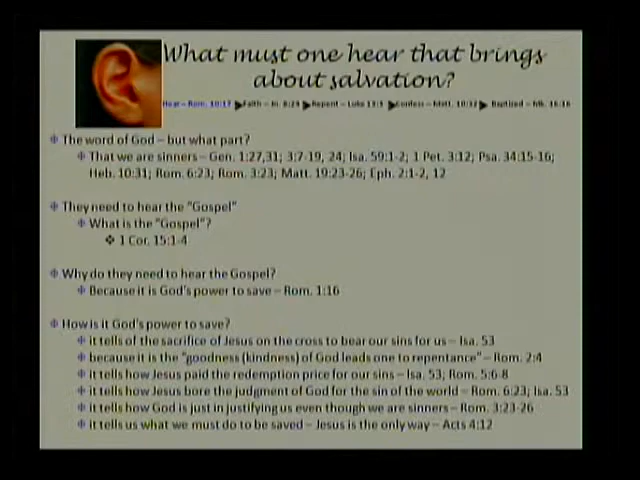 What must one hear that brings
about salvation?
Hear – Rom. 10:17 Faith – Jn. 8:24 Repent – Luke 13:3 Confess – Matt. 10:32 Baptized – Mk. 16:16
The word of God – but what part?
That we are sinners – Gen. 1:27,31; 3:7-19, 24; Isa. 59:1-2; 1 Pet. 3:12; Psa. 34:15-16;
Heb. 10:31; Rom. 6:23; Rom. 3:23; Matt. 19:23-26; Eph. 2:1-2, 12
They need to hear the "Gospel"
What is the "Gospel"?
1 Cor. 15:1-4
Why do they need to hear the Gospel?
Because it is God's power to save – Rom. 1:16
How is it God's power to save?
it tells of the sacrifice of Jesus on the cross to bear our sins for us – Isa. 53
because it is the "goodness (kindness) of God leads one to repentance" – Rom. 2:4
it tells how Jesus paid the redemption price for our sins – Isa. 53; Rom. 5:6-8
it tells how Jesus bore the judgment of God for the sin of the world – Rom. 6:23; Isa. 53
it tells how God is just in justifying us even though we are sinners – Rom. 3:23-26
it tells us what we must do to be saved – Jesus is the only way – Acts 4:12